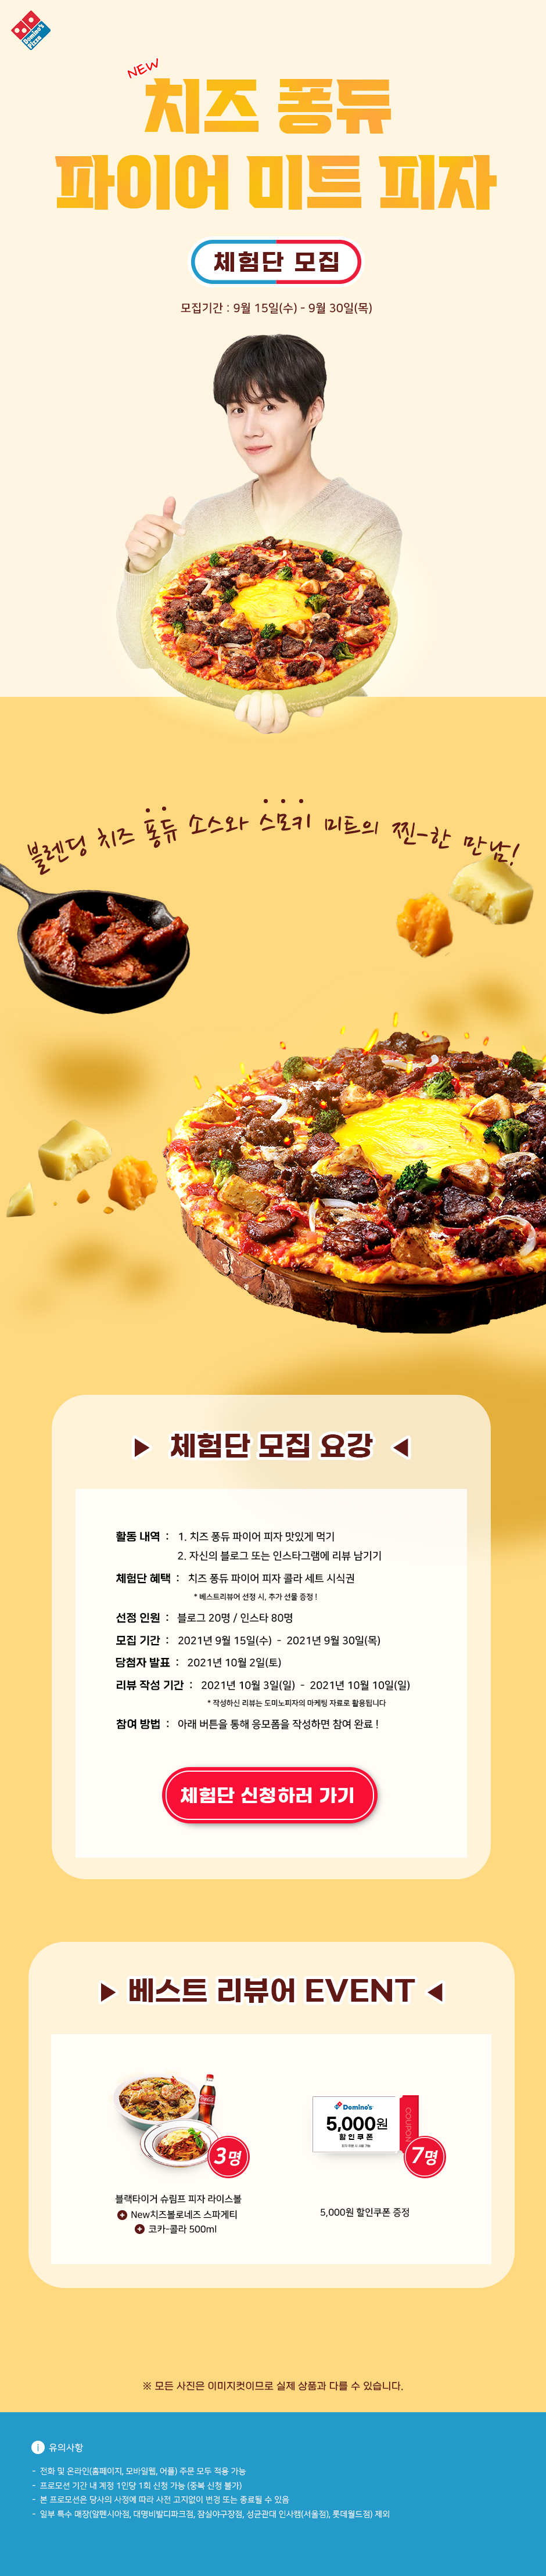 Domino's
Pizza
NEW
치즈 퐁듀
파이어 미트 피자
체험단 모집
모집기간 : 9월 15일(수) - 9월 30일(목)
블렌딩 치즈 퐁듀 소스와 스모키 미트의 찐-한 만남!
체험단 모집 요강
활동 내역 : 1. 치즈 퐁듀 파이어 피자 맛있게 먹기
2. 자신의 블로그 또는 인스타그램에 리뷰 남기기
체험단 혜택 : 치즈 퐁듀 파이어 피자 콜라 세트 시식권
* 베스트리뷰어 선정 시, 추가 선물 증정 !
선정 인원 : 블로그 20명 / 인스타 80명
모집 기간 : 2021년 9월 15일(수) - 2021년 9월 30일(목)
당첨자 발표 : 2021년 10월 2일(토)
리뷰 작성 기간 : 2021년 10월 3일(일) - 2021년 10월 10일(일)
* 작성하신 리뷰는 도미노피자의 마케팅 자료로 활용됩니다
참여 방법 : 아래 버튼을 통해 응모폼을 작성하면 참여 완료 !
체험단 신청하러 가기
베스트 리뷰어 EVENT
3명
Domino's
5,000원
할인쿠폰
COUPON
7명
블랙타이거 슈림프 피자 라이스볼
+ New치즈볼로네즈 스파게티
+ 코카-콜라 500ml
5,000원 할인쿠폰 증정
※ 모든 사진은 이미지컷이므로 실제 상품과 다를 수 있습니다.
유의사항
- 전화 및 온라인(홈페이지, 모바일웹, 어플) 주문 모두 적용 가능
- 프로모션 기간 내 계정 1인당 1회 신청 가능 (중복 신청 불가)
- 본 프로모션은 당사의 사정에 따라 사전 고지없이 변경 또는 종료될 수 있음
- 일부 특수 매장(알펜시아점, 대명비발디파크점, 잠실야구장점, 성균관대 인사캠(서울점), 롯데월드점) 제외